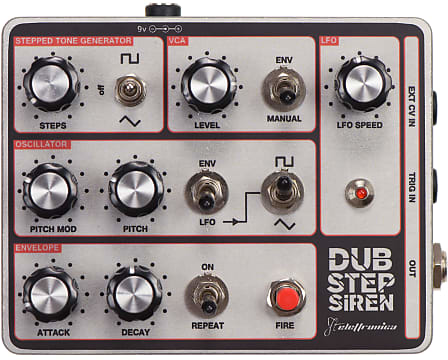 9v
STEPPED TONE GENERATOR
VCA
LFO
off
ENV
STEPS
LEVEL
MANUAL
LFO SPEED
EXT CV IN
OSCILLATOR
ENV
TRIG IN
PITCH MOD
PITCH
LFO
ENVELOPE
ON
DUB
STEP
SIREN
OUT
ATTACK
DECAY
REPEAT
FIRE
elettronica